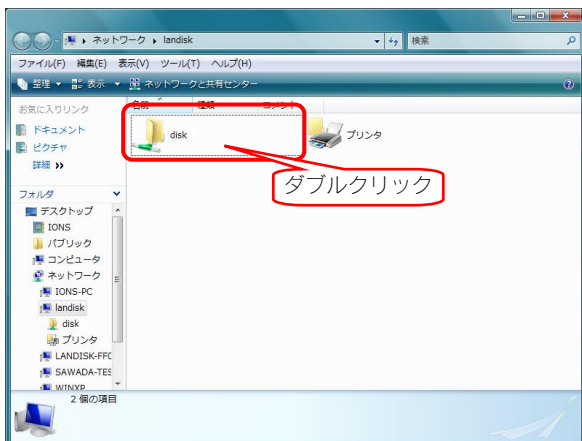 ネットワーク ▸ landisk
検索
ファイル(F) 編集(E) 表示(V) ツール(T) ヘルプ(H)
整理 表示 ネットワークと共有センター
お気に入りリンク
ドキュメント
ピクチャ
詳細 »
フォルダ
デスクトップ
IONS
パブリック
コンピュータ
ネットワーク
IONS-PC
landisk
disk
プリンタ
LANDISK-FFC
SAWADA-TES
WINXP
名前 種類 コメント
disk
プリンタ
ダブルクリック
2 個の項目